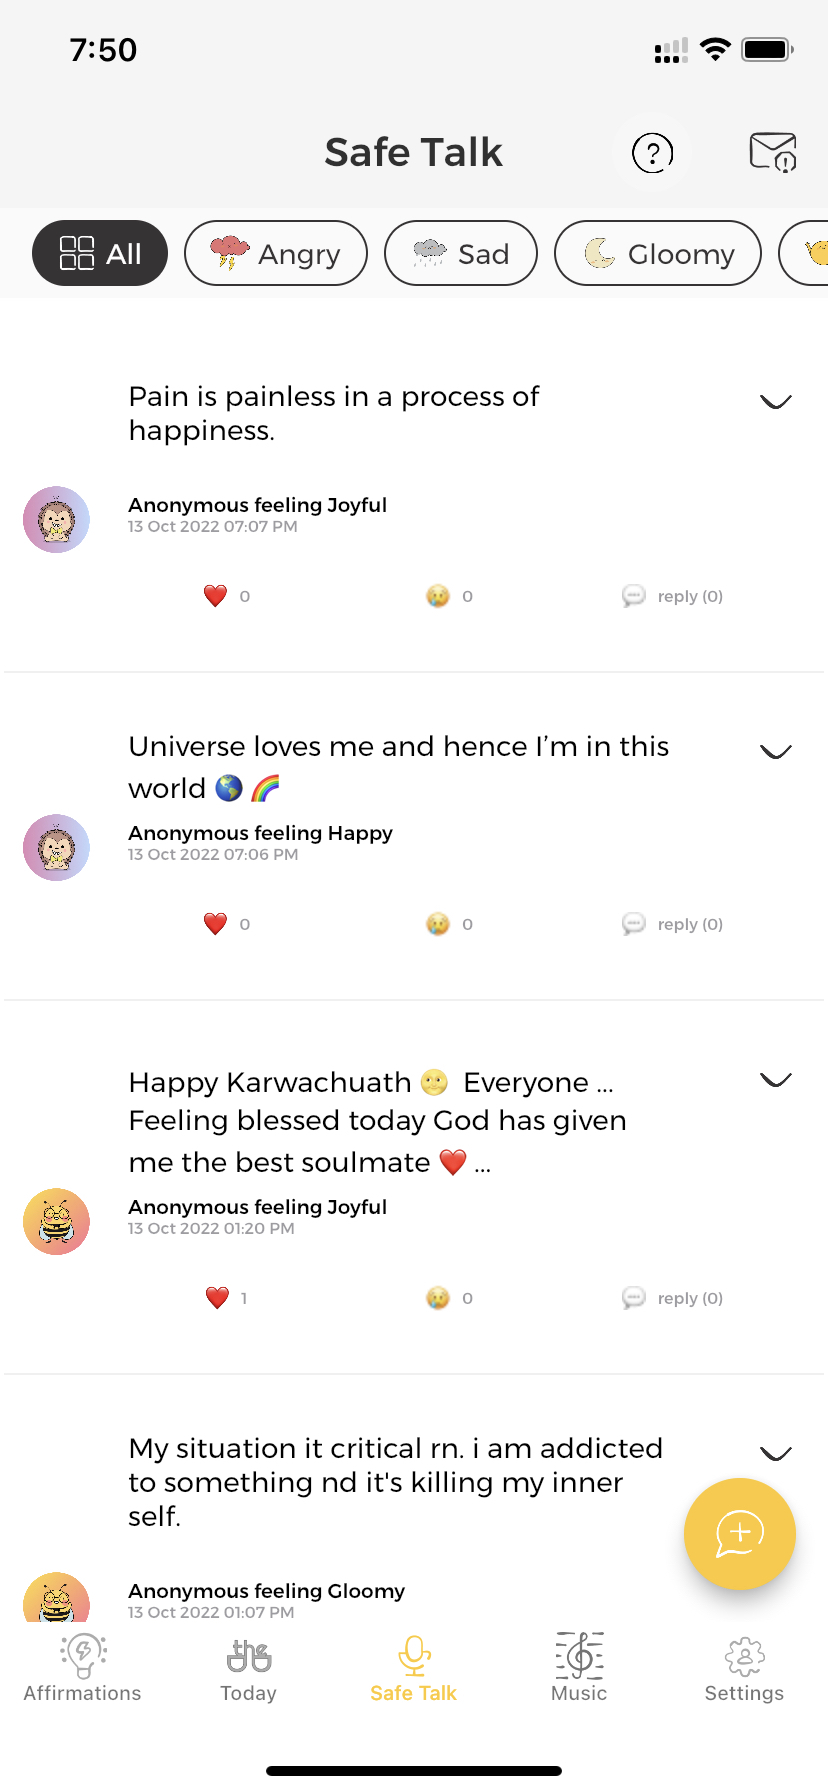 7:50
Safe Talk
All
Angry
Sad
Gloomy
Pain is painless in a process of
happiness.
Anonymous feeling Joyful
13 Oct 2022 07:07 PM
❤️ 0
😢 0
reply (0)
Universe loves me and hence I’m in this
world 🌎 🌈
Anonymous feeling Happy
13 Oct 2022 07:06 PM
❤️ 0
😢 0
reply (0)
Happy Karwachuath 🌝 Everyone ...
Feeling blessed today God has given
me the best soulmate ❤️ ...
Anonymous feeling Joyful
13 Oct 2022 01:20 PM
❤️ 1
😢 0
reply (0)
My situation it critical rn. i am addicted
to something nd it's killing my inner
self.
Anonymous feeling Gloomy
13 Oct 2022 01:07 PM
Affirmations
Today
Safe Talk
Music
Settings